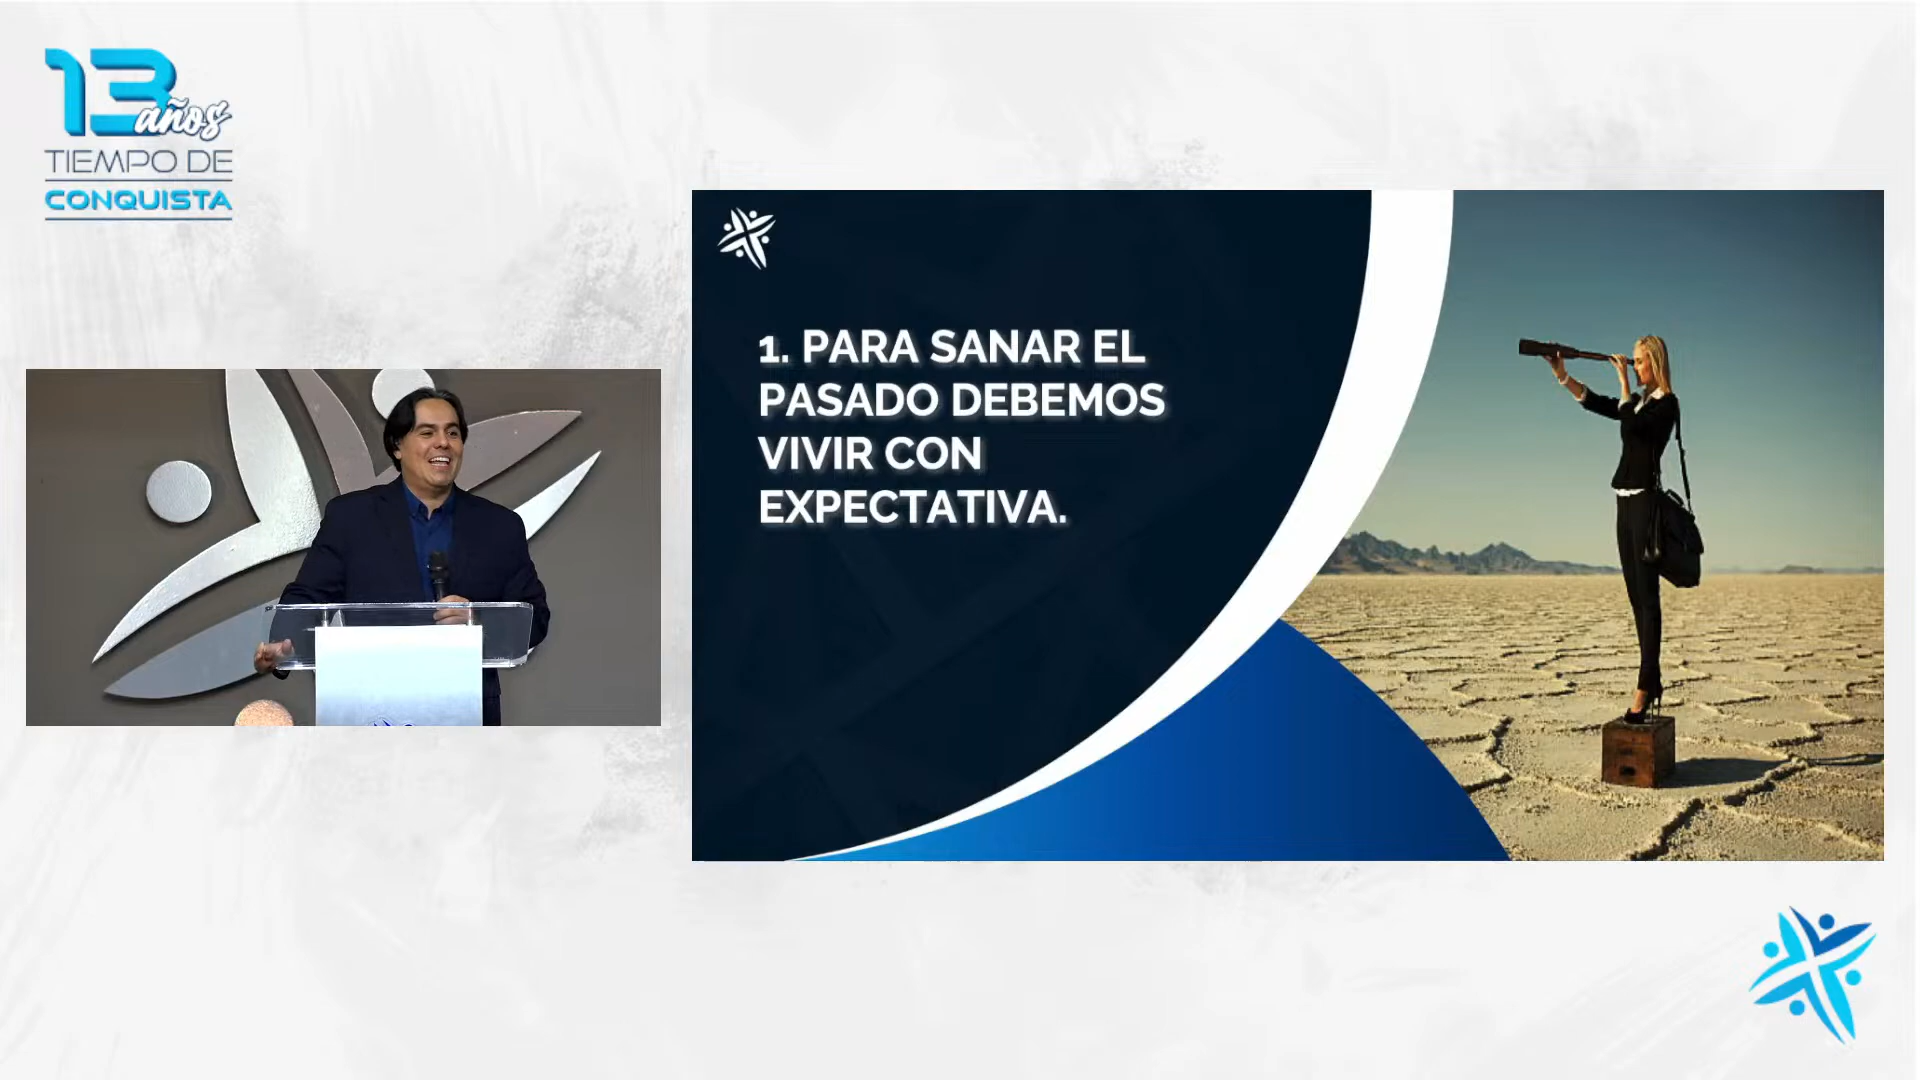 13
años
TIEMPO DE
CONQUISTA
1. PARA SANAR EL
PASADO DEBEMOS
VIVIR CON
EXPECTATIVA.